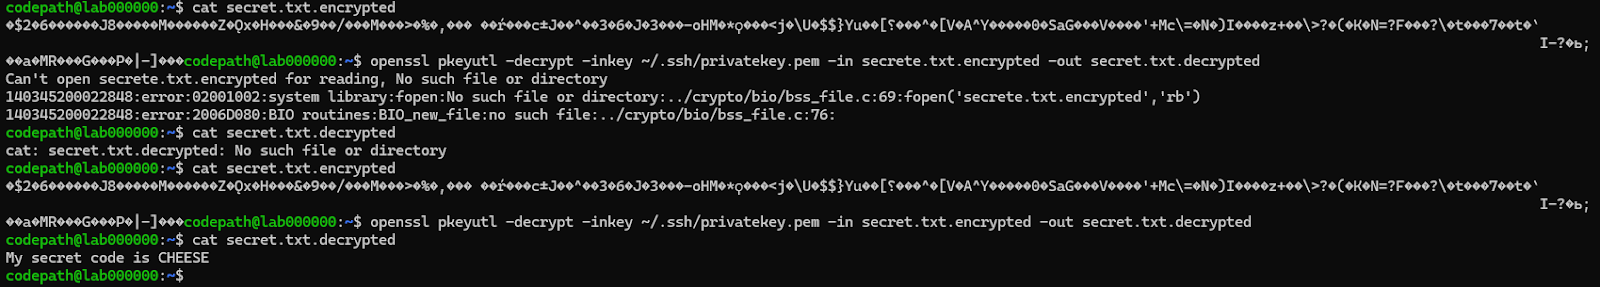 codepath@lab000000:~$ cat secret.txt.encrypted
�$2�6������J8�����M������Z�Qx�H���&�9��/���M���>�%�,��� ��ŕ���c±J��^��3�6�J�3���-oHM�*ϙ���<j�\U�$$}Yu��[؟���^�[V�A^Y�����0�SaG���V����'+Mc\=�N�)I����z+��\>?�(�K�N=?F���?\�t���7��t�`
I-?�ь;
��a�MR���G���P�|-]���codepath@lab000000:~$ openssl pkeyutl -decrypt -inkey ~/.ssh/privatekey.pem -in secrete.txt.encrypted -out secret.txt.decrypted
Can't open secrete.txt.encrypted for reading, No such file or directory
140345200022848:error:02001002:system library:fopen:No such file or directory:../crypto/bio/bss_file.c:69:fopen('secrete.txt.encrypted','rb')
140345200022848:error:2006D080:BIO routines:BIO_new_file:no such file:../crypto/bio/bss_file.c:76:
codepath@lab000000:~$ cat secret.txt.decrypted
cat: secret.txt.decrypted: No such file or directory
codepath@lab000000:~$ cat secret.txt.encrypted
�$2�6������J8�����M������Z�Qx�H���&�9��/���M���>�%�,��� ��ŕ���c±J��^��3�6�J�3���-oHM�*ϙ���<j�\U�$$}Yu��[؟���^�[V�A^Y�����0�SaG���V����'+Mc\=�N�)I����z+��\>?�(�K�N=?F���?\�t���7��t�`
I-?�ь;
��a�MR���G���P�|-]���codepath@lab000000:~$ openssl pkeyutl -decrypt -inkey ~/.ssh/privatekey.pem -in secret.txt.encrypted -out secret.txt.decrypted
codepath@lab000000:~$ cat secret.txt.decrypted
My secret code is CHEESE
codepath@lab000000:~$